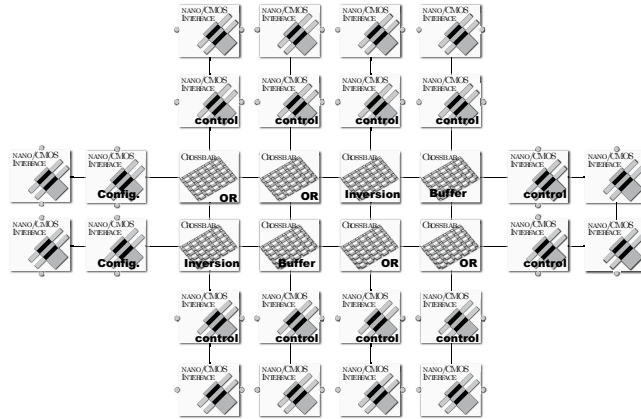 NANO/CMOS
INTERFACE
NANO/CMOS
INTERFACE
NANO/CMOS
INTERFACE
NANO/CMOS
INTERFACE
NANO/CMOS
INTERFACE
control
NANO/CMOS
INTERFACE
control
NANO/CMOS
INTERFACE
control
NANO/CMOS
INTERFACE
control
NANO/CMOS
INTERFACE
NANO/CMOS
INTERFACE
Config.
CROSSBAR
OR
CROSSBAR
OR
CROSSBAR
Inversion
CROSSBAR
Buffer
NANO/CMOS
INTERFACE
control
NANO/CMOS
INTERFACE
NANO/CMOS
INTERFACE
NANO/CMOS
INTERFACE
Config.
CROSSBAR
Inversion
CROSSBAR
Buffer
CROSSBAR
OR
CROSSBAR
OR
NANO/CMOS
INTERFACE
control
NANO/CMOS
INTERFACE
NANO/CMOS
INTERFACE
control
NANO/CMOS
INTERFACE
control
NANO/CMOS
INTERFACE
control
NANO/CMOS
INTERFACE
control
NANO/CMOS
INTERFACE
NANO/CMOS
INTERFACE
NANO/CMOS
INTERFACE
NANO/CMOS
INTERFACE